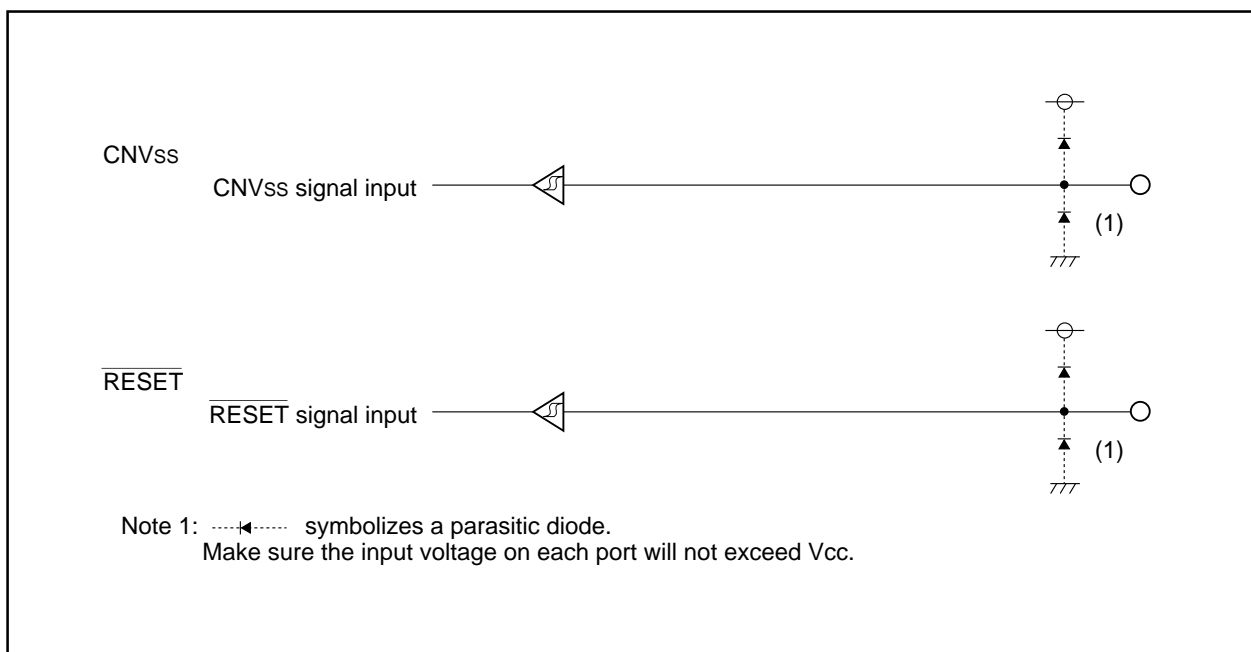 CNVss
CNVss signal input
(1)
RESET
RESET signal input
(1)
Note 1: symbolizes a parasitic diode.
Make sure the input voltage on each port will not exceed Vcc.